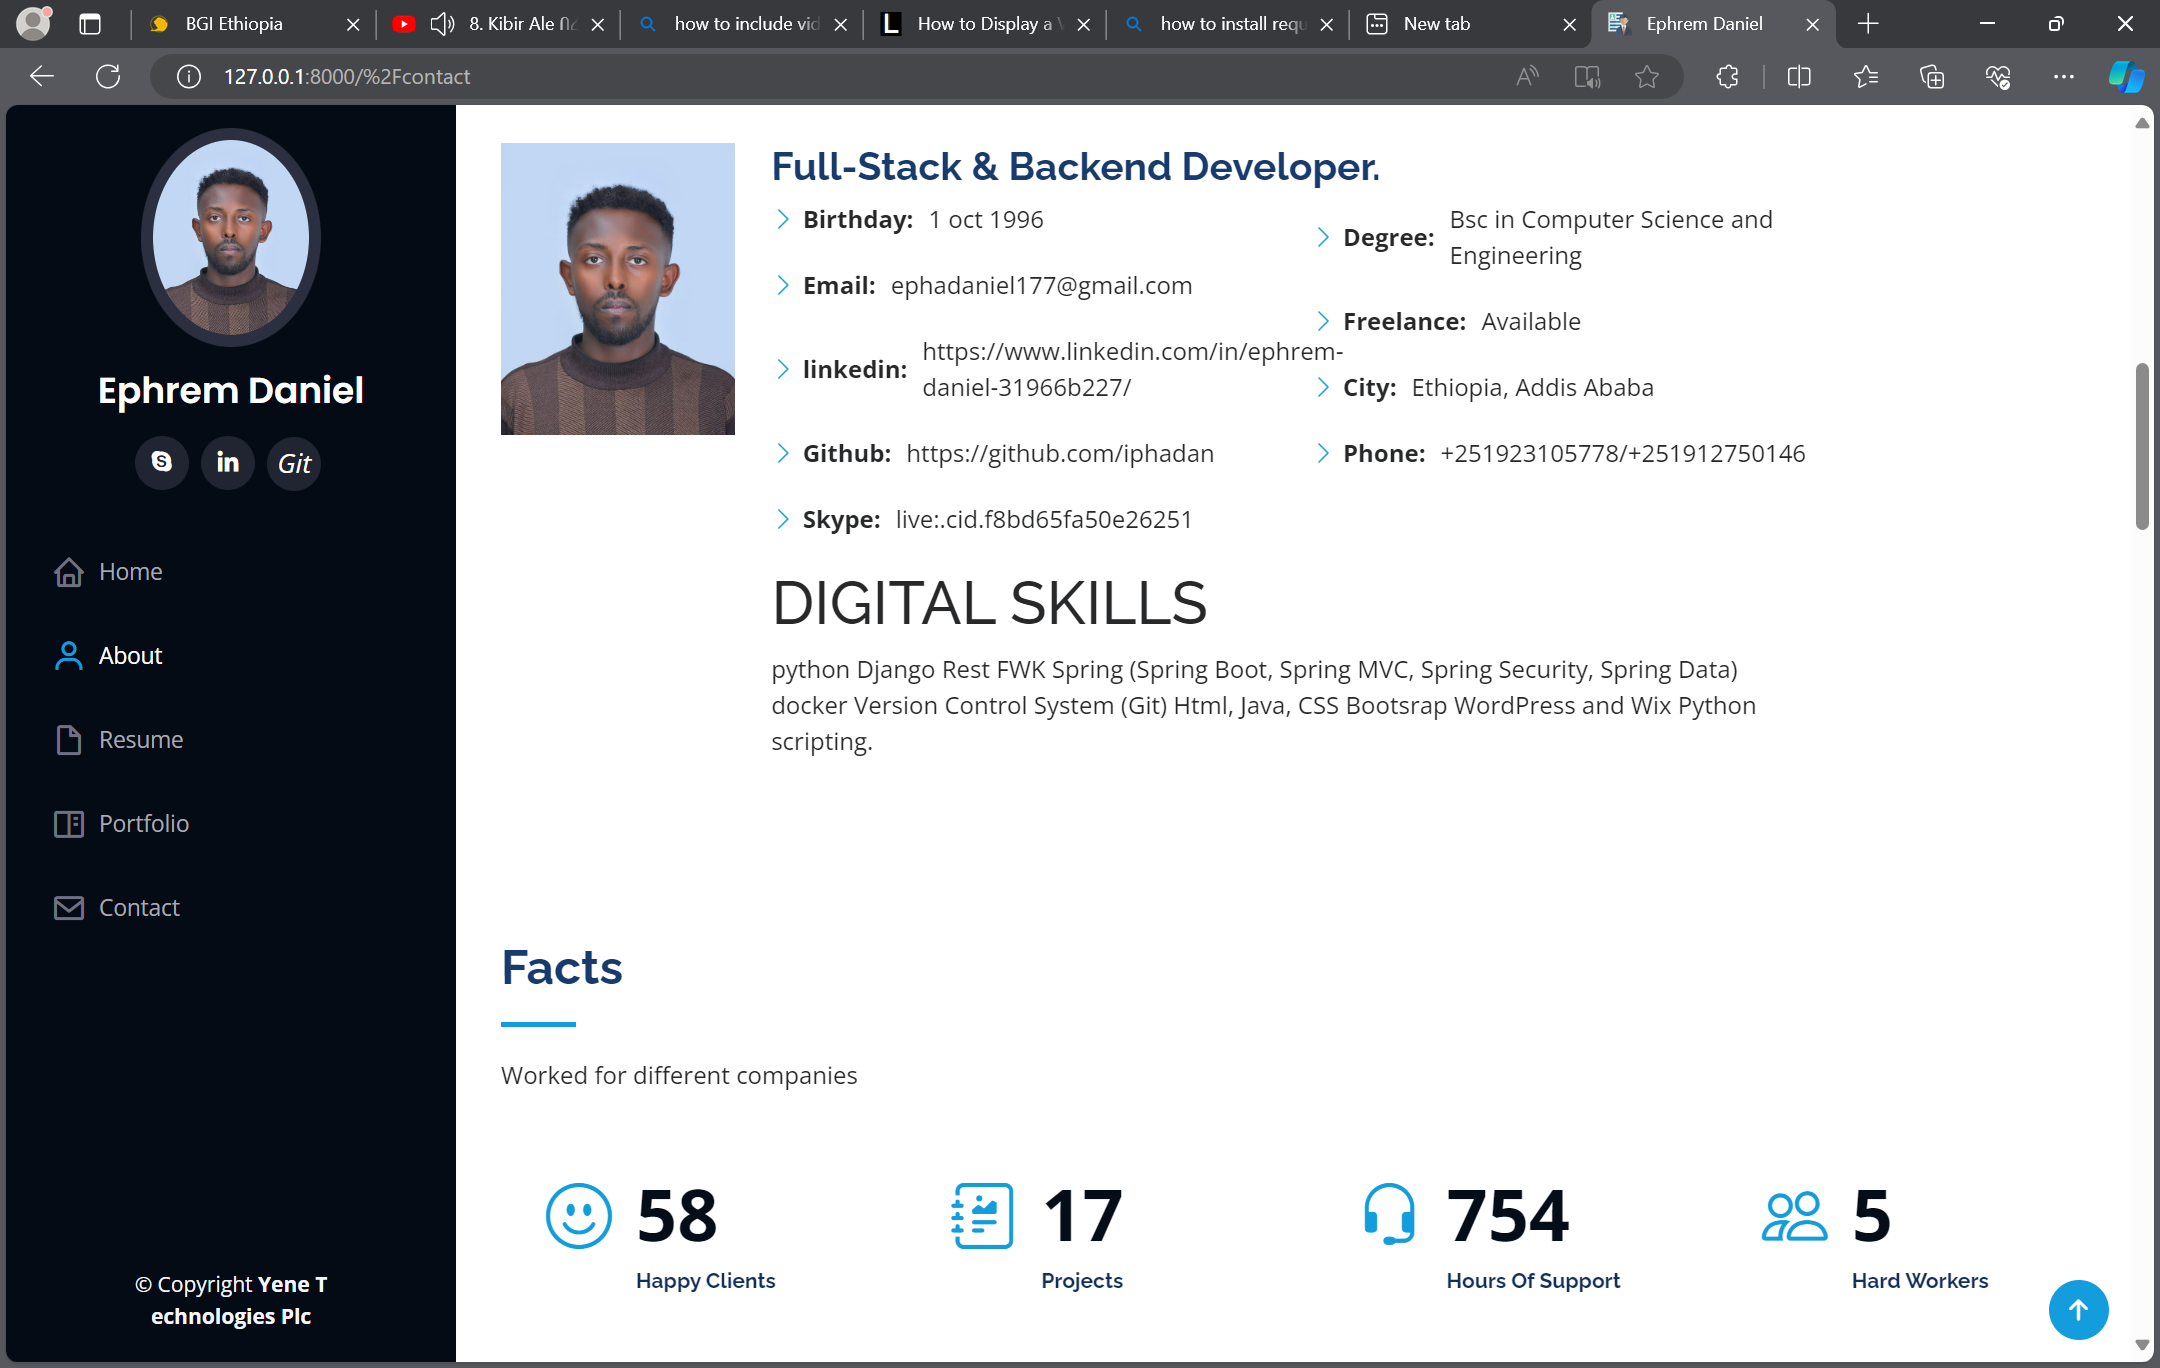 BGI Ethiopia
8. Kibir Ale
how to include vid
How to Display a
how to install requ
New tab
Ephrem Daniel
127.0.0.1:8000/%2Fcontact
Ephrem Daniel
in
Git
Home
About
Resume
Portfolio
Contact
© Copyright Yene T
echnologies Plc
Full-Stack & Backend Developer.
Birthday: 1 oct 1996
Email: ephadaniel177@gmail.com
linkedin: https://www.linkedin.com/in/ephrem-
daniel-31966b227/
Github: https://github.com/iphadan
Skype: live:.cid.f8bd65fa50e26251
Degree: Bsc in Computer Science and
Engineering
Freelance: Available
City: Ethiopia, Addis Ababa
Phone: +251923105778/+251912750146
DIGITAL SKILLS
python Django Rest FWK Spring (Spring Boot, Spring MVC, Spring Security, Spring Data)
docker Version Control System (Git) Html, Java, CSS Bootsrap WordPress and Wix Python
scripting.
Facts
Worked for different companies
58
Happy Clients
17
Projects
754
Hours Of Support
5
Hard Workers